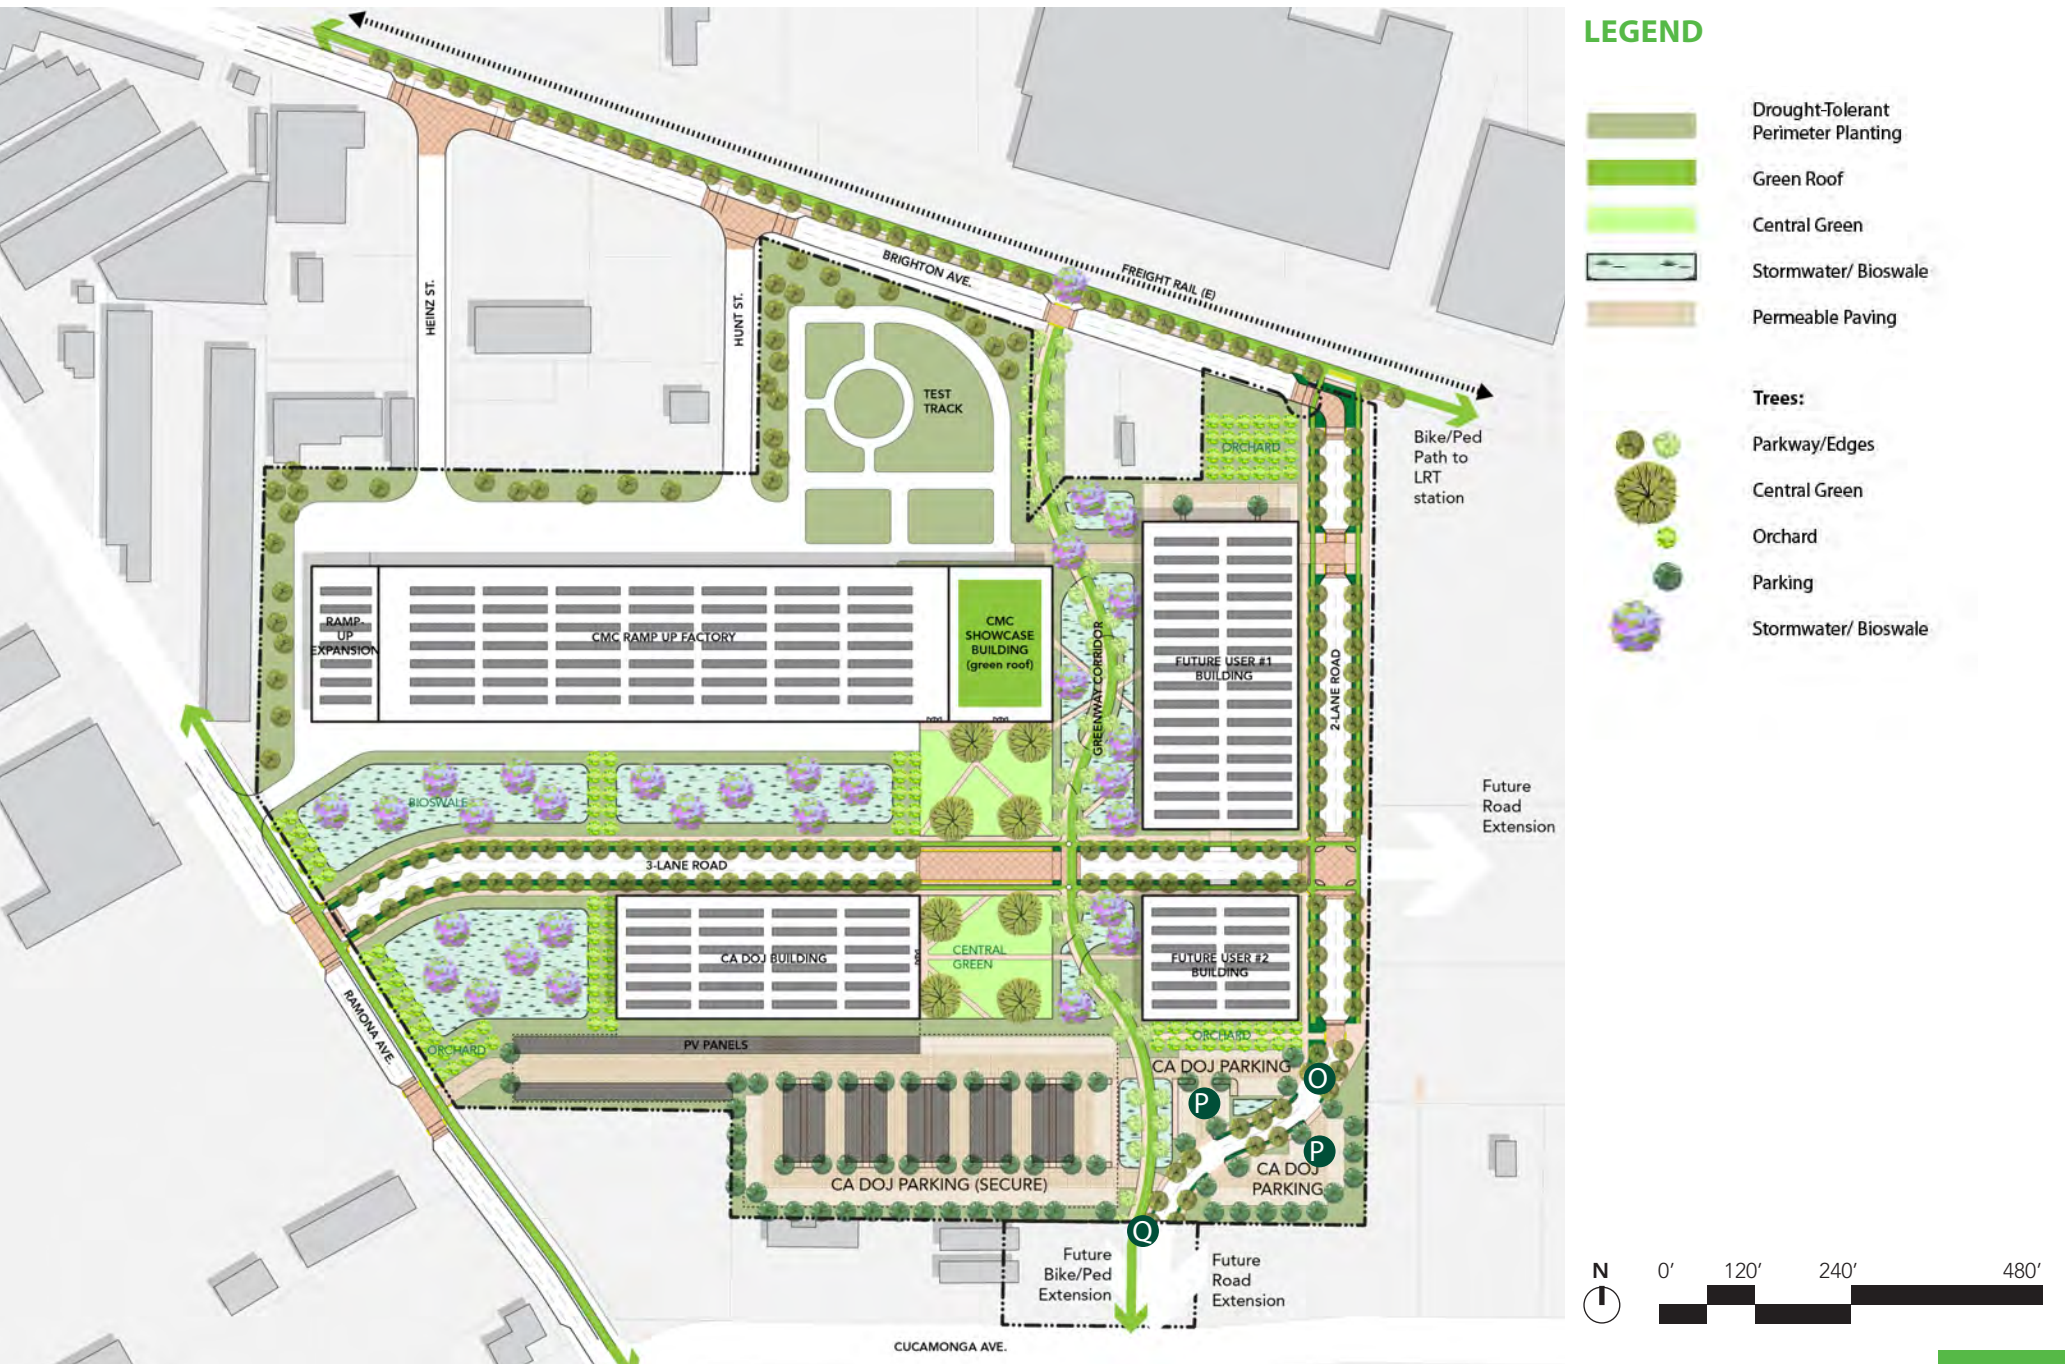 LEGEND
Drought-Tolerant
Perimeter Planting
Green Roof
Central Green
Stormwater/ Bioswale
Permeable Paving
Trees:
Parkway/Edges
Central Green
Orchard
Parking
Stormwater/ Bioswale
BRIGHTON AVE.
FREIGHT RAIL (E)
HEINZ ST.
HUNT ST.
TEST
TRACK
ORCHARD
Bike/Ped
Path to
LRT
station
RAMP-
UP
EXPANSION
CMC RAMP UP FACTORY
CMC
SHOWCASE
BUILDING
(green roof)
GREENWAY CORRIDOR
FUTURE USER #1
BUILDING
2-LANE ROAD
Future
Road
Extension
BIOSWALE
3-LANE ROAD
CA DOJ BUILDING
CENTRAL
GREEN
FUTURE USER #2
BUILDING
RAMONA AVE.
ORCHARD
PV PANELS
ORCHARD
CA DOJ PARKING
O
P
P
CA DOJ
PARKING
CA DOJ PARKING (SECURE)
Q
Future
Bike/Ped
Extension
Future
Road
Extension
CUCAMONGA AVE.
N
0' 120' 240' 480'